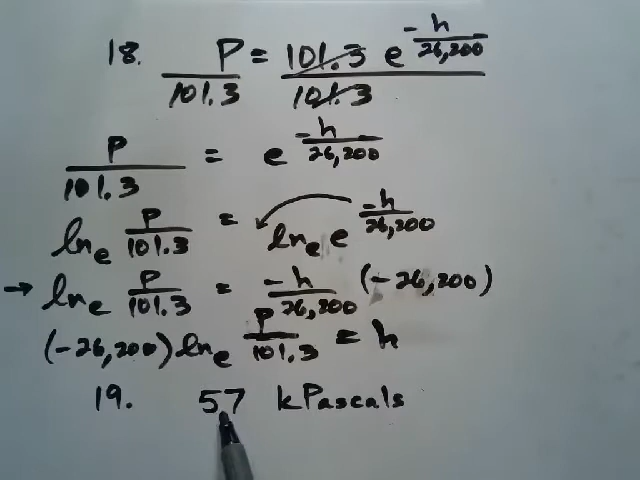 18. P/101.3 = 101.3 e^(-h/26,200)/101.3
P/101.3 = e^(-h/26,200)
ln_e P/101.3 = ln_e e^(-h/26,200)
→ ln_e P/101.3 = -h/26,200 (-26,200)
(-26,200) ln_e P/101.3 = h
19. 57 kPascals